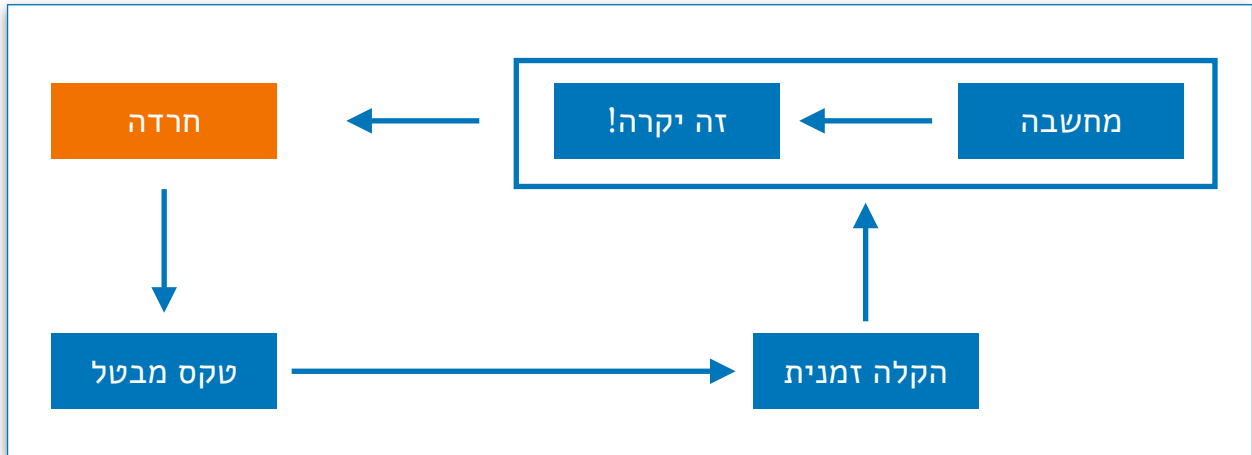 מחשבה
זה יקרה!
חרדה
טקס מבטל
הקלה זמנית